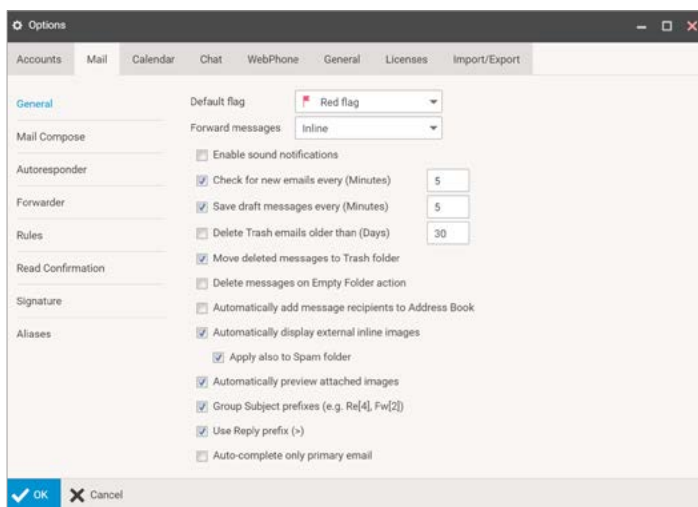 Options
Accounts Mail Calendar Chat WebPhone General Licenses Import/Export
General
Mail Compose
Autoresponder
Forwarder
Rules
Read Confirmation
Signature
Aliases
Default flag Red flag
Forward messages Inline
Enable sound notifications
Check for new emails every (Minutes) 5
Save draft messages every (Minutes) 5
Delete Trash emails older than (Days) 30
Move deleted messages to Trash folder
Delete messages on Empty Folder action
Automatically add message recipients to Address Book
Automatically display external inline images
Apply also to Spam folder
Automatically preview attached images
Group Subject prefixes (e.g. Re[4], Fw[2])
Use Reply prefix (>)
Auto-complete only primary email
OK Cancel